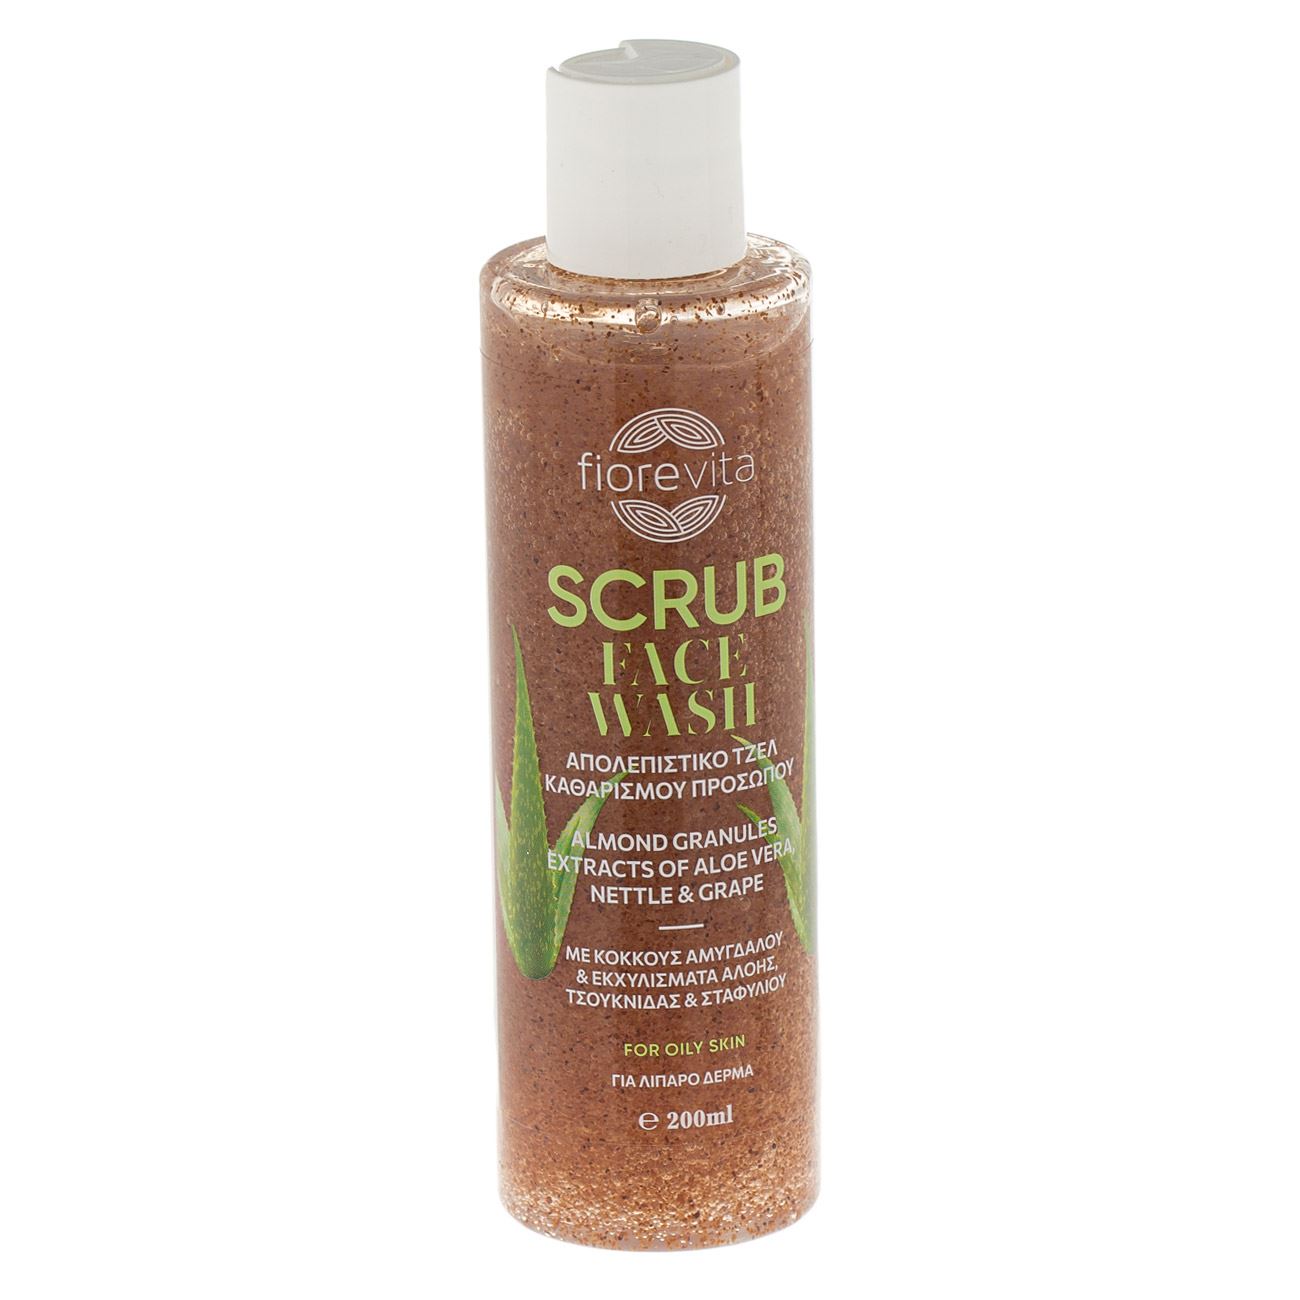 fiorevita
SCRUB
FACE
WASH
ΑΠΟΛΕΠΙΣΤΙΚΟ ΤΖΕΛ
ΚΑΘΑΡΙΣΜΟΥ ΠΡΟΣΩΠΟΥ
ALMOND GRANULES
EXTRACTS OF ALOE VERA,
NETTLE & GRAPE
ΜΕ ΚΟΚΚΟΥΣ ΑΜΥΓΔΑΛΟΥ
& ΕΚΧΥΛΙΣΜΑΤΑ ΑΛΟΗΣ,
ΤΣΟΥΚΝΙΔΑΣ & ΣΤΑΦΥΛΙΟΥ
FOR OILY SKIN
ΓΙΑ ΛΙΠΑΡΟ ΔΕΡΜΑ
℮ 200ml